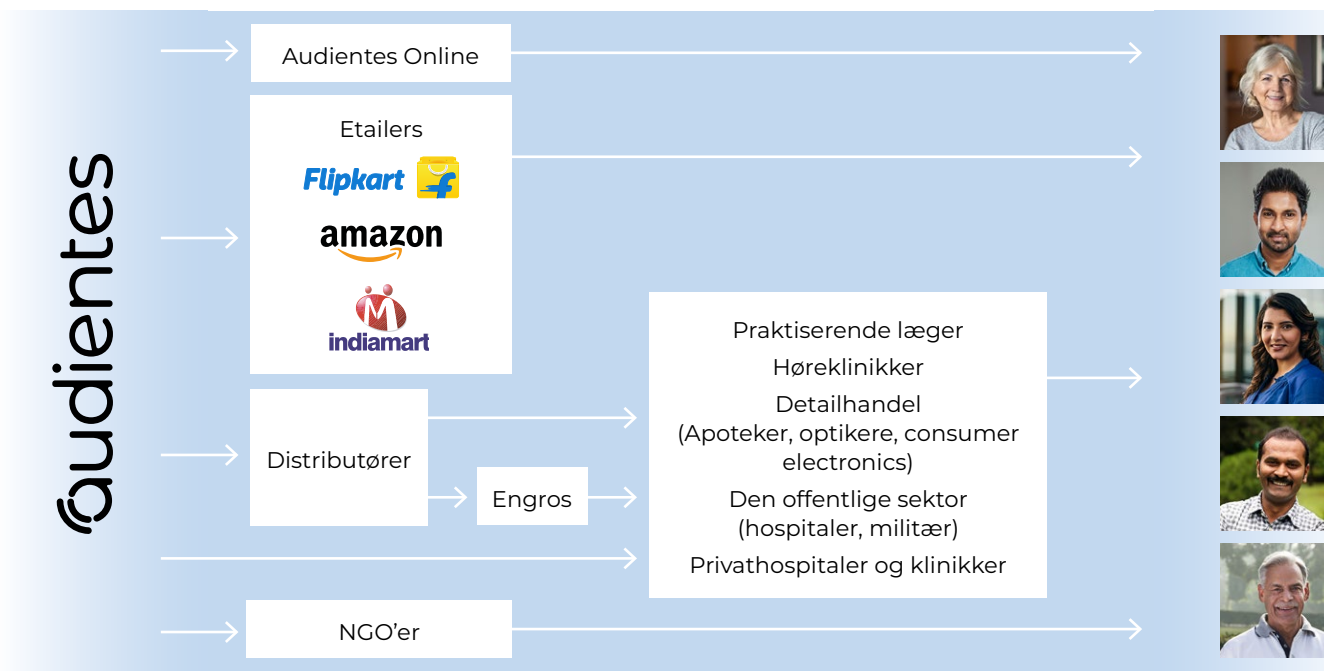 audientes
Audientes Online
Etailers
Flipkart
amazon
indiamart
Distributører
Engros
Praktiserende læger
Høreklinikker
Detailhandel
(Apoteker, optikere, consumer
electronics)
Den offentlige sektor
(hospitaler, militær)
Privathospitaler og klinikker
NGO’er